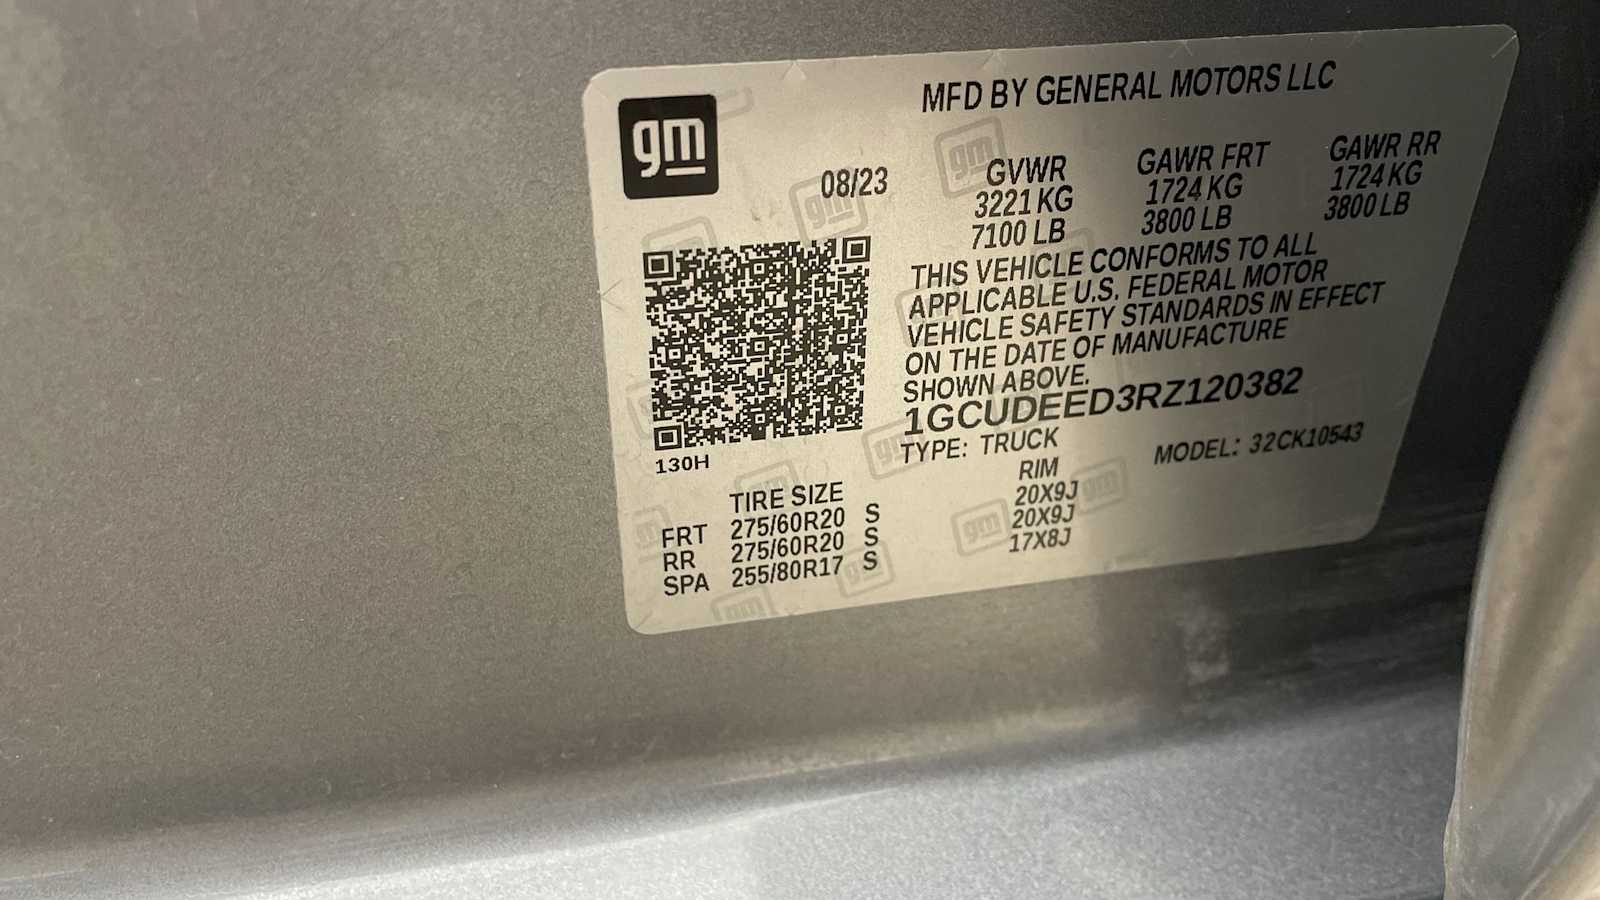 gm
MFD BY GENERAL MOTORS LLC
08/23
GVWR GAWR FRT GAWR RR
3221 KG 1724 KG 1724 KG
7100 LB 3800 LB 3800 LB
THIS VEHICLE CONFORMS TO ALL
APPLICABLE U.S. FEDERAL MOTOR
VEHICLE SAFETY STANDARDS IN EFFECT
ON THE DATE OF MANUFACTURE
SHOWN ABOVE.
1GCUDEED3RZ120382
TYPE: TRUCK MODEL: 32CK10543
130H
TIRE SIZE RIM
FRT 275/60R20 S 20X9J
RR 275/60R20 S 20X9J
SPA 255/80R17 S 17X8J